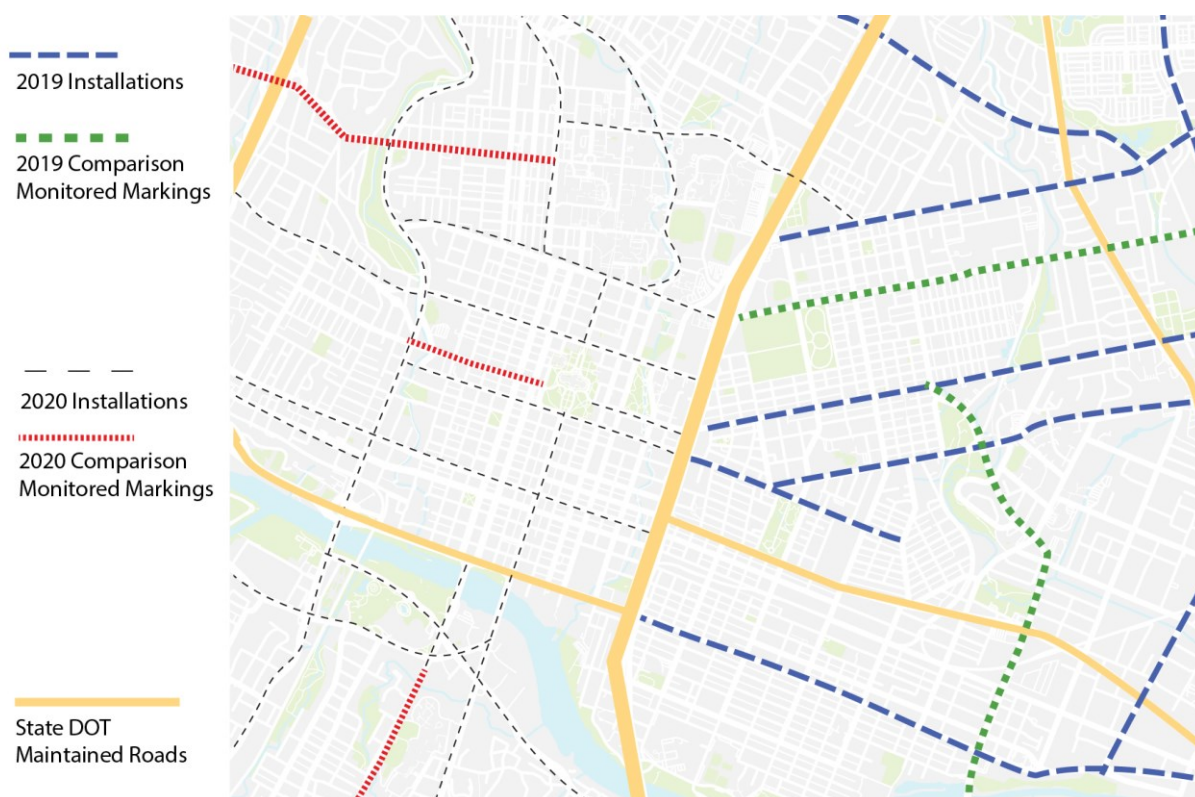 2019 Installations
2019 Comparison
Monitored Markings
2020 Installations
2020 Comparison
Monitored Markings
State DOT
Maintained Roads